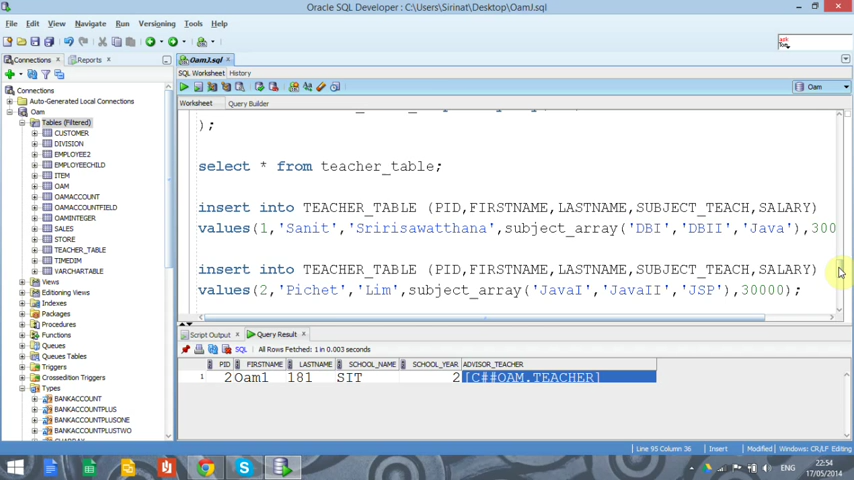 Oracle SQL Developer : C:\Users\Sirinat\Desktop\OamJ.sql
File Edit View Navigate Run Versioning Tools Help
Connections Reports OamJ.sql
SQL Worksheet History
Oam
Worksheet Query Builder
Connections
Auto-Generated Local Connections
Oam
Tables (Filtered)
CUSTOMER
DIVISION
EMPLOYEE2
EMPLOYEECHILD
ITEM
OAM
OAMACCOUNT
OAMACCOUNTFIELD
OAMINTEGER
SALES
STORE
TEACHER_TABLE
TIMEDIM
VARCHARTABLE
Views
Editioning Views
Indexes
Packages
Procedures
Functions
Queues
Queues Tables
Triggers
Crossedition Triggers
Types
BANKACCOUNT
BANKACCOUNTPLUS
BANKACCOUNTPLUSONE
BANKACCOUNTPLUSTWO
);
select * from teacher_table;
insert into TEACHER_TABLE (PID,FIRSTNAME,LASTNAME,SUBJECT_TEACH,SALARY)
values(1,'Sanit','Sririsawatthana',subject_array('DBI','DBII','Java'),300
insert into TEACHER_TABLE (PID,FIRSTNAME,LASTNAME,SUBJECT_TEACH,SALARY)
values(2,'Pichet','Lim',subject_array('JavaI','JavaII','JSP'),30000);
Script Output Query Result
SQL All Rows Fetched: 1 in 0.003 seconds
PID FIRSTNAME LASTNAME SCHOOL_NAME SCHOOL_YEAR ADVISOR_TEACHER
1 2 Oam1 181 SIT 2 [C##OAM.TEACHER]
Line 95 Column 36 Insert Modified Windows: CR/LF Editing
ENG 22:54
17/05/2014